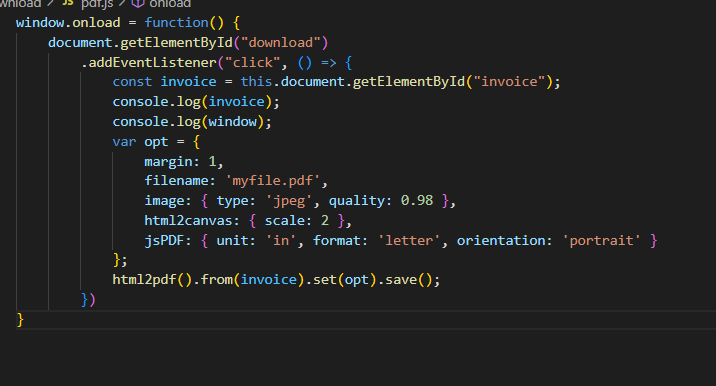 wnload > JS pdf.js > onload
window.onload = function() {
    document.getElementById("download")
        .addEventListener("click", () => {
            const invoice = this.document.getElementById("invoice");
            console.log(invoice);
            console.log(window);
            var opt = {
                margin: 1,
                filename: 'myfile.pdf',
                image: { type: 'jpeg', quality: 0.98 },
                html2canvas: { scale: 2 },
                jsPDF: { unit: 'in', format: 'letter', orientation: 'portrait' }
            };
            html2pdf().from(invoice).set(opt).save();
        })
}